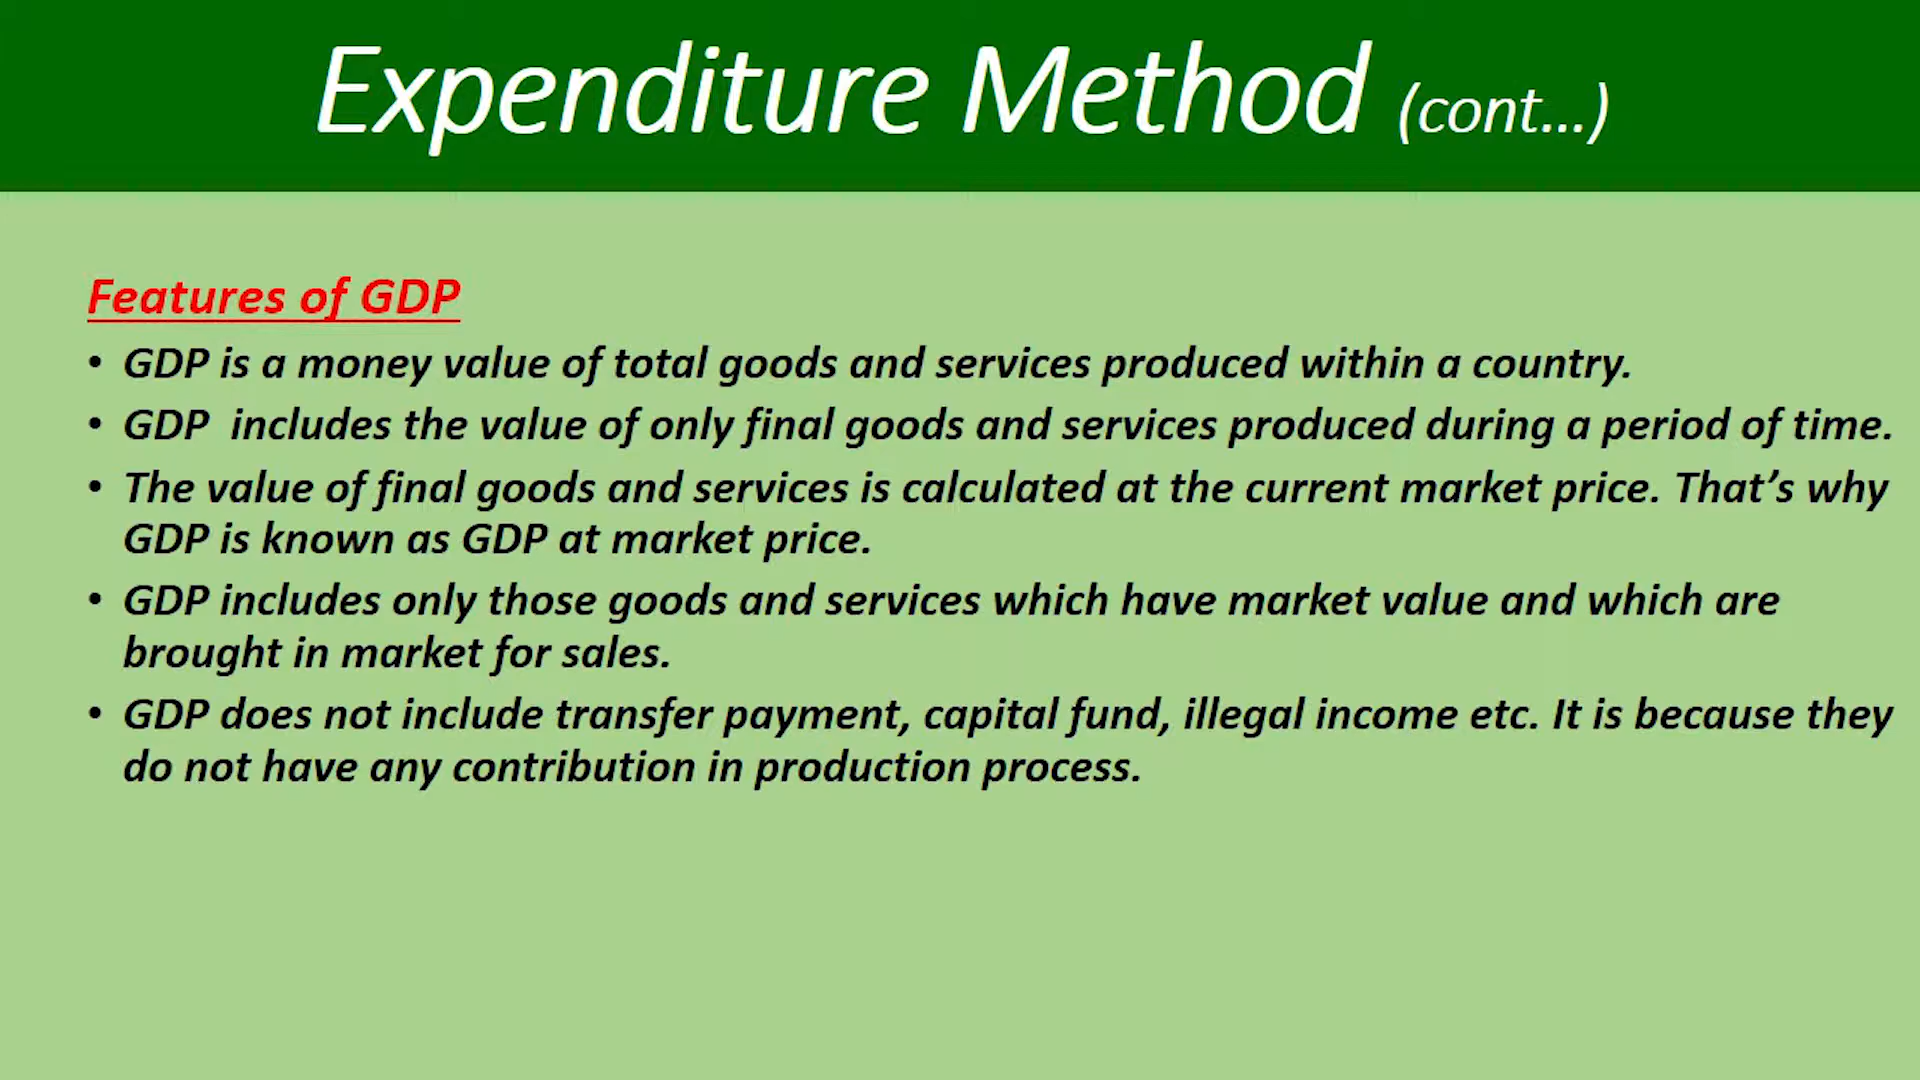 Expenditure Method (cont...)
Features of GDP
• GDP is a money value of total goods and services produced within a country.
• GDP includes the value of only final goods and services produced during a period of time.
• The value of final goods and services is calculated at the current market price. That's why
GDP is known as GDP at market price.
• GDP includes only those goods and services which have market value and which are
brought in market for sales.
• GDP does not include transfer payment, capital fund, illegal income etc. It is because they
do not have any contribution in production process.